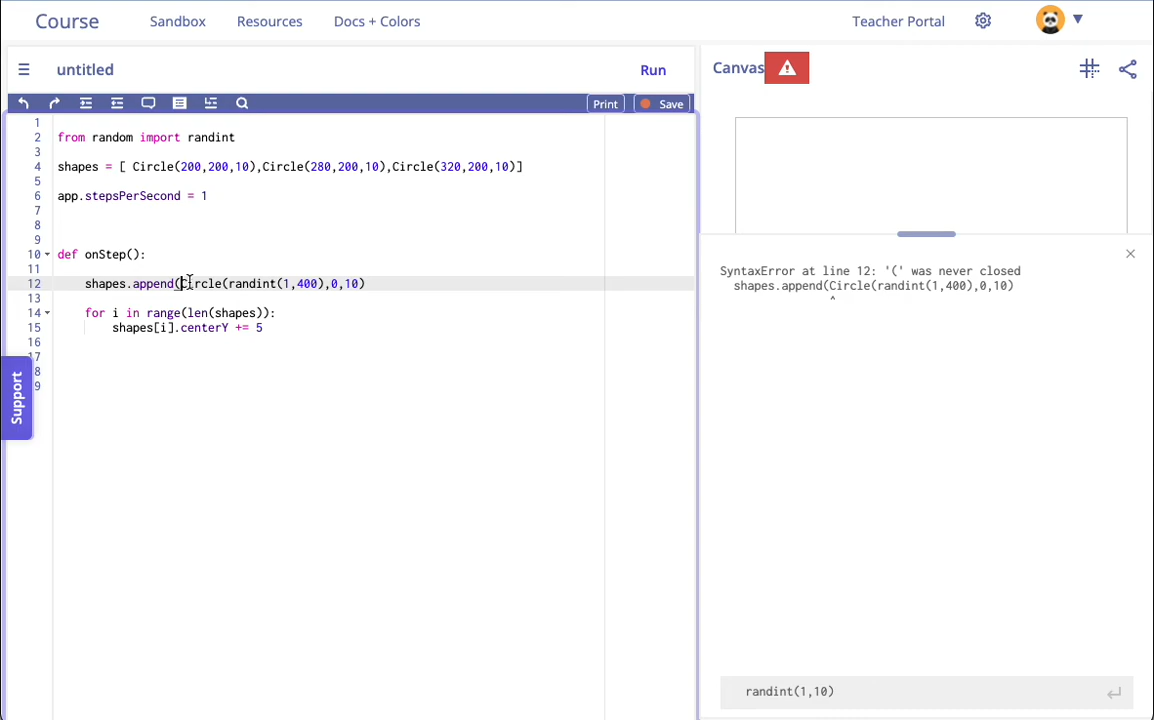 Course Sandbox Resources Docs + Colors Teacher Portal
untitled Run
Print Save
1
2 from random import randint
3
4 shapes = [ Circle(200,200,10),Circle(280,200,10),Circle(320,200,10)]
5
6 app.stepsPerSecond = 1
7
8
9
10 def onStep():
11
12 shapes.append(Circle(randint(1,400),0,10)
13
14 for i in range(len(shapes)):
15 shapes[i].centerY += 5
16
17
8
9
Support
Canvas
SyntaxError at line 12: '(' was never closed
shapes.append(Circle(randint(1,400),0,10)
^
randint(1,10)